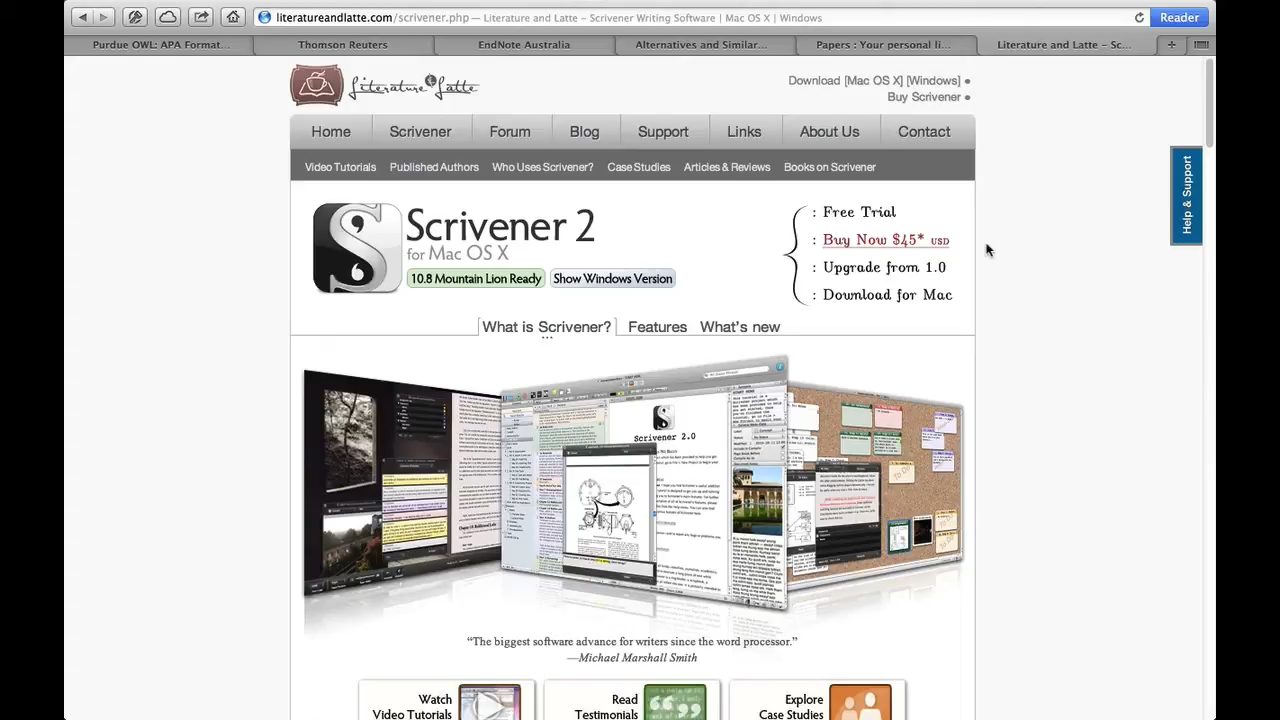 literatureandlatte.com/scrivener.php — Literature and Latte – Scrivener Writing Software | Mac OS X | Windows
Reader
Purdue OWL: APA Format...
Thomson Reuters
EndNote Australia
Alternatives and Similar...
Papers : Your personal li...
Literature and Latte – Sc...
Literature & Latte
Download [Mac OS X] [Windows] •
Buy Scrivener •
Home
Scrivener
Forum
Blog
Support
Links
About Us
Contact
Video Tutorials
Published Authors
Who Uses Scrivener?
Case Studies
Articles & Reviews
Books on Scrivener
Help & Support
Scrivener 2
for Mac OS X
10.8 Mountain Lion Ready
Show Windows Version
: Free Trial
: Buy Now $45* USD
: Upgrade from 1.0
: Download for Mac
What is Scrivener?
Features
What's new
Scrivener 2.0
“The biggest software advance for writers since the word processor.”
—Michael Marshall Smith
Watch
Video Tutorials
Read
Testimonials
Explore
Case Studies